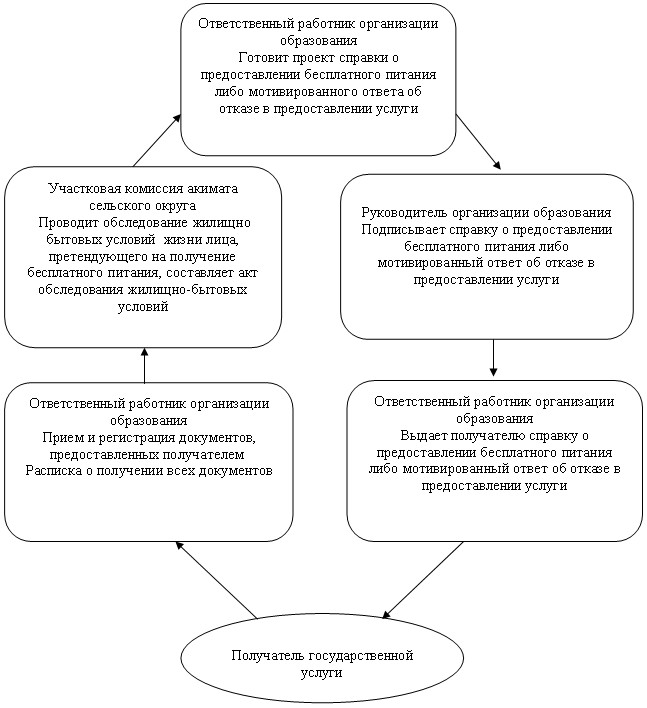 Ответственный работник организации
образования
Готовит проект справки о
предоставлении бесплатного питания
либо мотивированного ответа об
отказе в предоставлении услуги
Участковая комиссия акимата
сельского округа
Проводит обследование жилищно
бытовых условий жизни лица,
претендующего на получение
бесплатного питания, составляет акт
обследования жилищно-бытовых
условий
Руководитель организации образования
Подписывает справку о предоставлении
бесплатного питания либо
мотивированный ответ об отказе в
предоставлении услуги
Ответственный работник организации
образования
Прием и регистрация документов,
предоставленных получателем
Расписка о получении всех документов
Ответственный работник организации
образования
Выдает получателю справку о
предоставлении бесплатного питания
либо мотивированный ответ об отказе в
предоставлении услуги
Получатель государственной
услуги